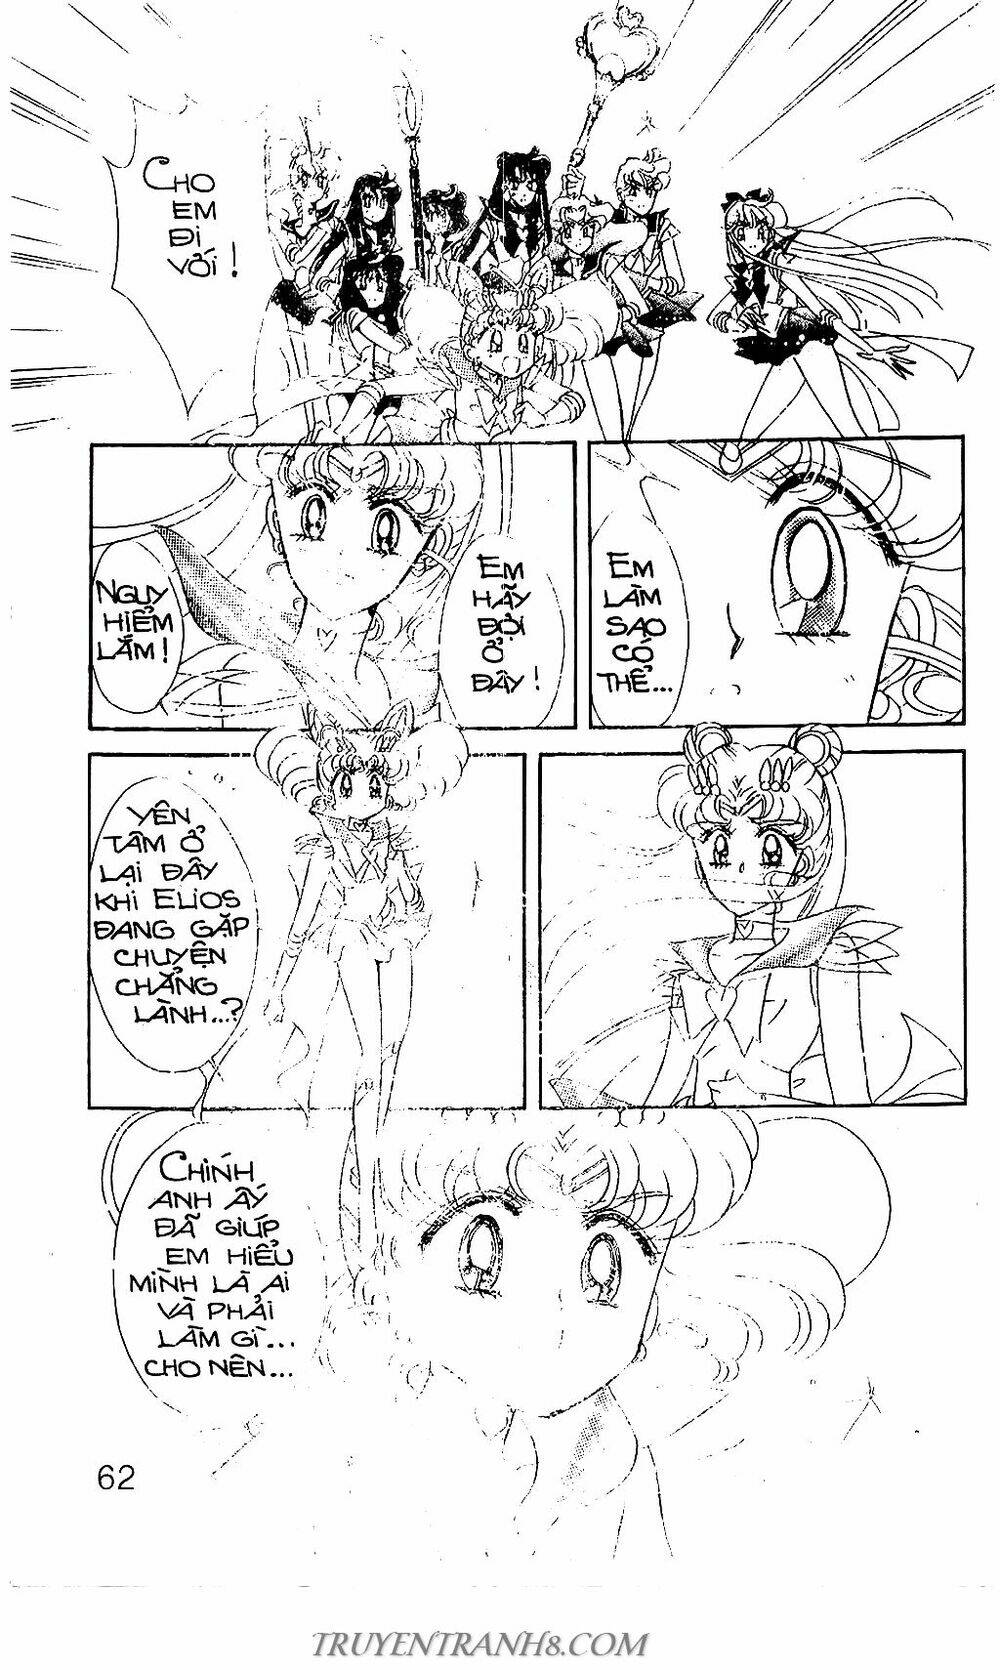 CHO
EM
ĐI
VỚI!
NGUY
HIỂM
LẮM!
EM
HÃY
ĐỢI
Ở
ĐÂY!
EM
LÀM
SAO
CÓ
THỂ...
YÊN
TÂM Ở
LẠI ĐÂY
KHI ELIOS
ĐANG GẶP
CHUYỆN
CHẲNG
LÀNH...?
CHÍNH
ANH ẤY
ĐÃ GIÚP
EM HIỂU
MÌNH LÀ AI
VÀ PHẢI
LÀM GÌ...
CHO NÊN...
62
TRUYENTRANH8.COM